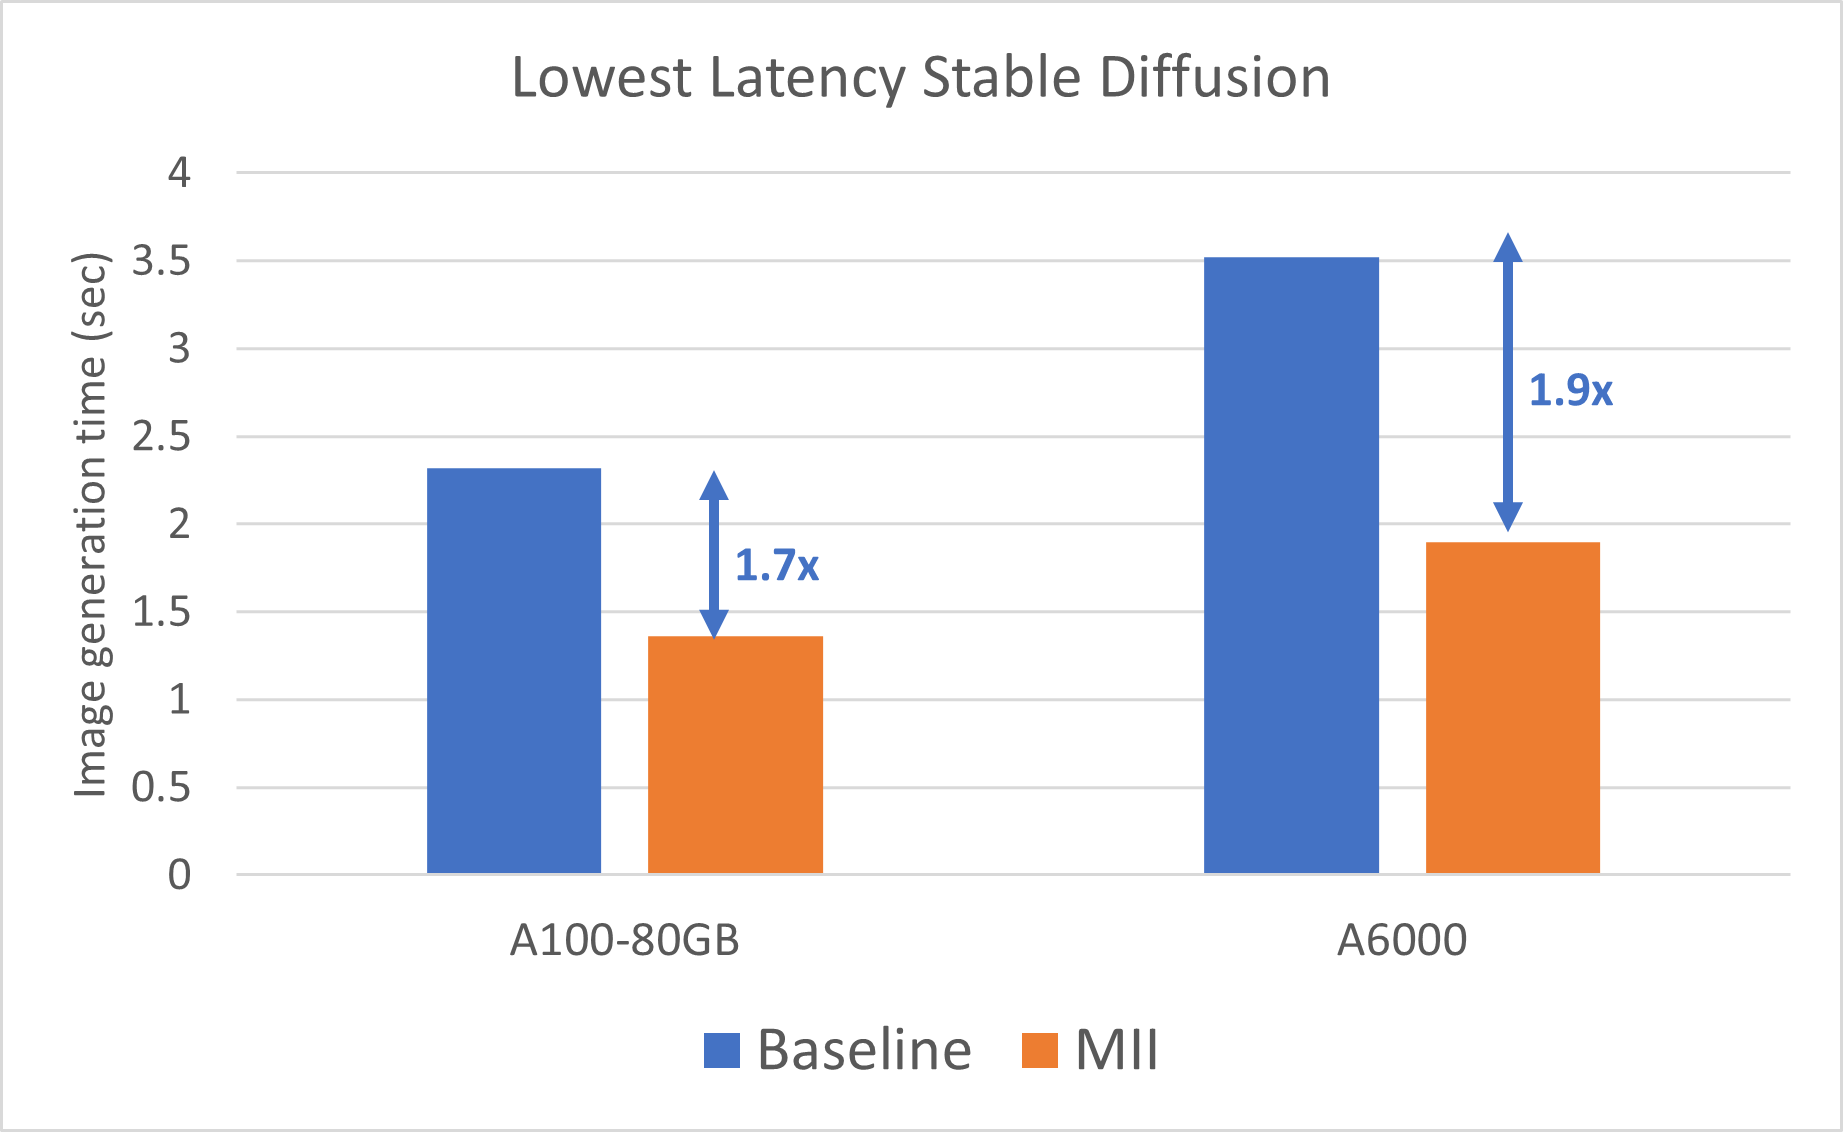 Lowest Latency Stable Diffusion
Image generation time (sec)
4
3.5
3
2.5
2
1.5
1
0.5
0
1.7x
1.9x
A100-80GB
A6000
Baseline
MII